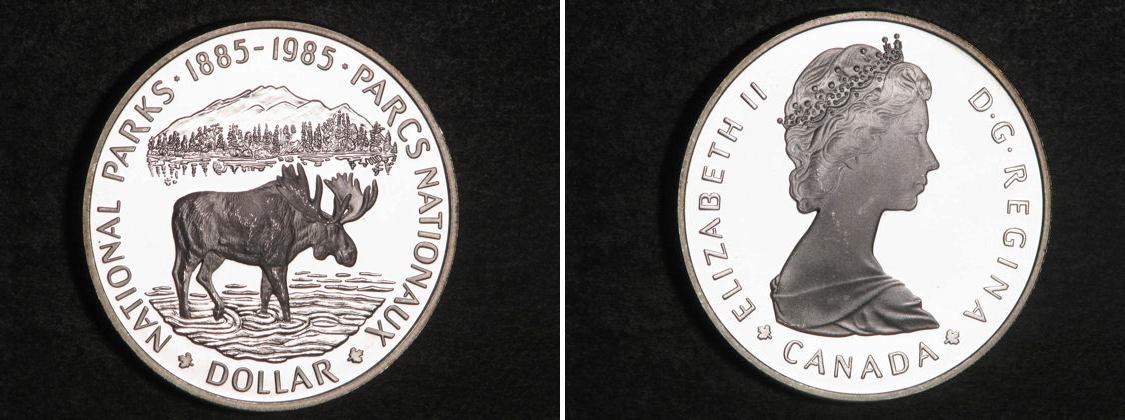 NATIONAL PARKS · 1885-1985 · PARCS NATIONAUX
DOLLAR
ELIZABETH II
D.G. REGINA
CANADA